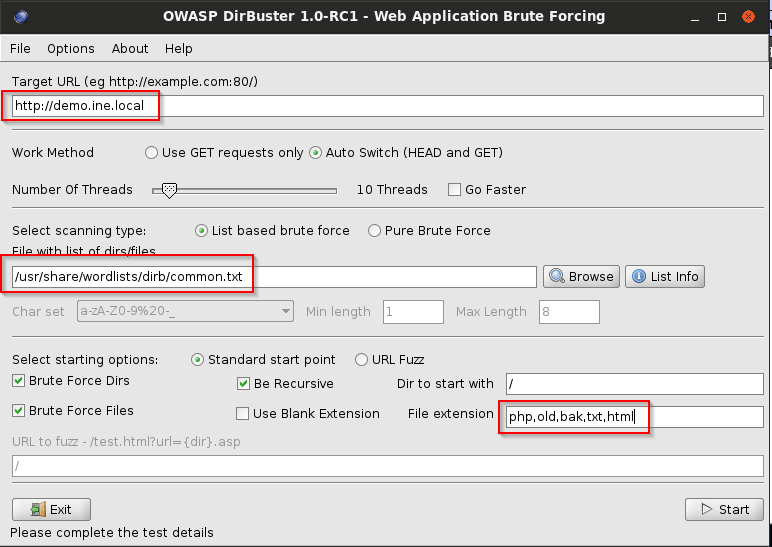 OWASP DirBuster 1.0-RC1 - Web Application Brute Forcing
File Options About Help
Target URL (eg http://example.com:80/)
http://demo.ine.local
Work Method Use GET requests only Auto Switch (HEAD and GET)
Number Of Threads 10 Threads Go Faster
Select scanning type: List based brute force Pure Brute Force
File with list of dirs/files
/usr/share/wordlists/dirb/common.txt Browse List Info
Char set a-zA-Z0-9%20-_ Min length 1 Max Length 8
Select starting options: Standard start point URL Fuzz
Brute Force Dirs Be Recursive Dir to start with /
Brute Force Files Use Blank Extension File extension php,old,bak,txt,html
URL to fuzz - /test.html?url={dir}.asp
/
Exit Start
Please complete the test details